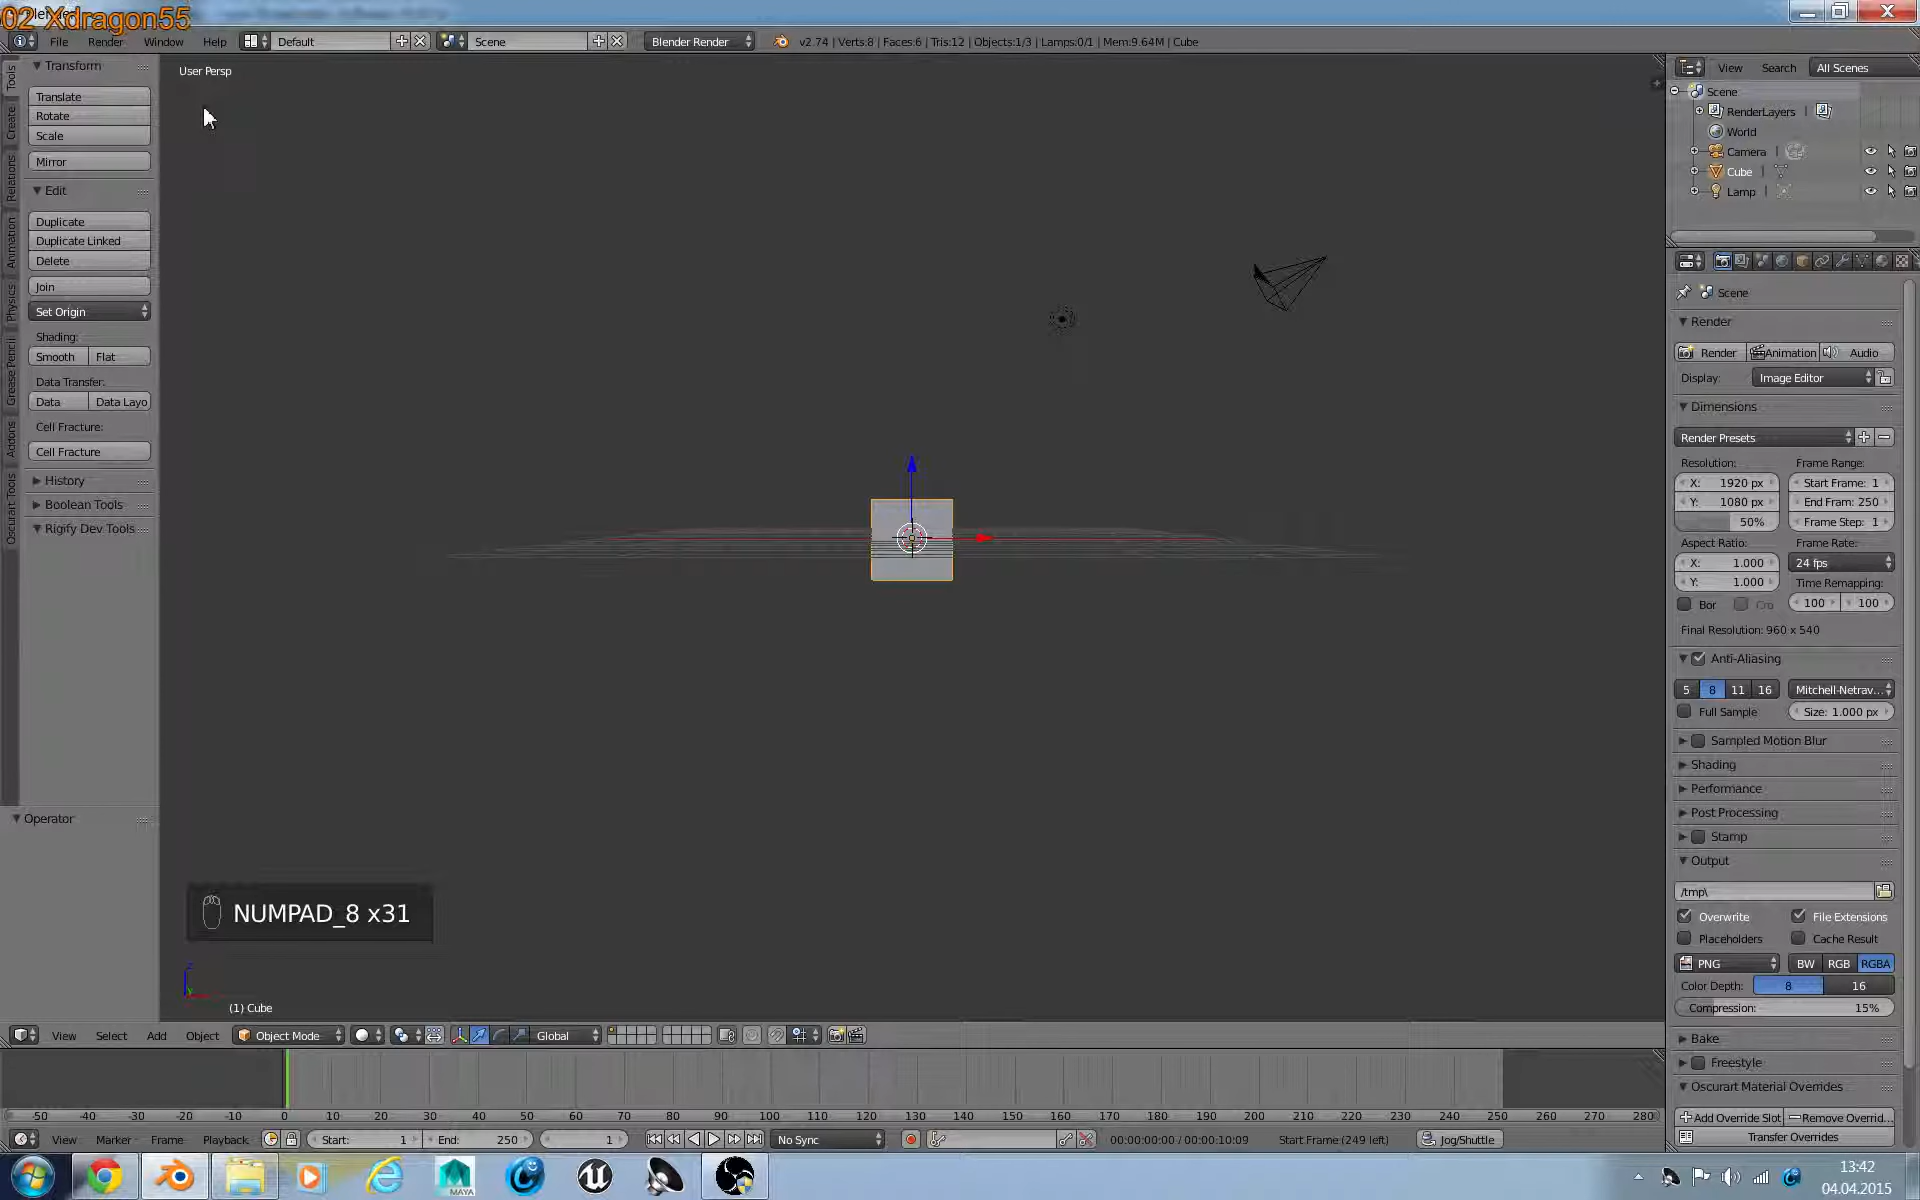 02 Xdragon55
File Render Window Help Default Scene Blender Render v2.74 | Verts:8 | Faces:6 | Tris:12 | Objects:1/3 | Lamps:0/1 | Mem:9.64M | Cube
Transform
Translate
Rotate
Scale
Mirror
Edit
Duplicate
Duplicate Linked
Delete
Join
Set Origin
Shading:
Smooth Flat
Data Transfer:
Data Data Layo
Cell Fracture:
Cell Fracture
History
Boolean Tools
Rigify Dev Tools
Operator
Tools
Create
Relations
Animation
Physics
Grease Pencil
Addons
Oscurart Tools
User Persp
NUMPAD_8 x31
(1) Cube
View Select Add Object Object Mode Global
View Search All Scenes
Scene
RenderLayers
World
Camera
Cube
Lamp
Scene
Render
Render Animation Audio
Display: Image Editor
Dimensions
Render Presets
Resolution: Frame Range:
X: 1920 px Start Frame: 1
Y: 1080 px End Fram: 250
50% Frame Step: 1
Aspect Ratio: Frame Rate:
X: 1.000 24 fps
Y: 1.000 Time Remapping:
Bor Cro 100 100
Final Resolution: 960 x 540
Anti-Aliasing
5 8 11 16 Mitchell-Netrav...
Full Sample Size: 1.000 px
Sampled Motion Blur
Shading
Performance
Post Processing
Stamp
Output
/tmp\
Overwrite File Extensions
Placeholders Cache Result
PNG BW RGB RGBA
Color Depth: 8 16
Compression: 15%
Bake
Freestyle
Oscurart Material Overrides
Add Override Slot Remove Overrid...
Transfer Overrides
-50 -40 -30 -20 -10 0 10 20 30 40 50 60 70 80 90 100 110 120 130 140 150 160 170 180 190 200 210 220 230 240 250 260 270 280
View Marker Frame Playback Start: 1 End: 250 1 No Sync 00:00:00:00 / 00:00:10:09 Start Frame (249 left) Jog/Shuttle
MAYA
13:42
04.04.2015